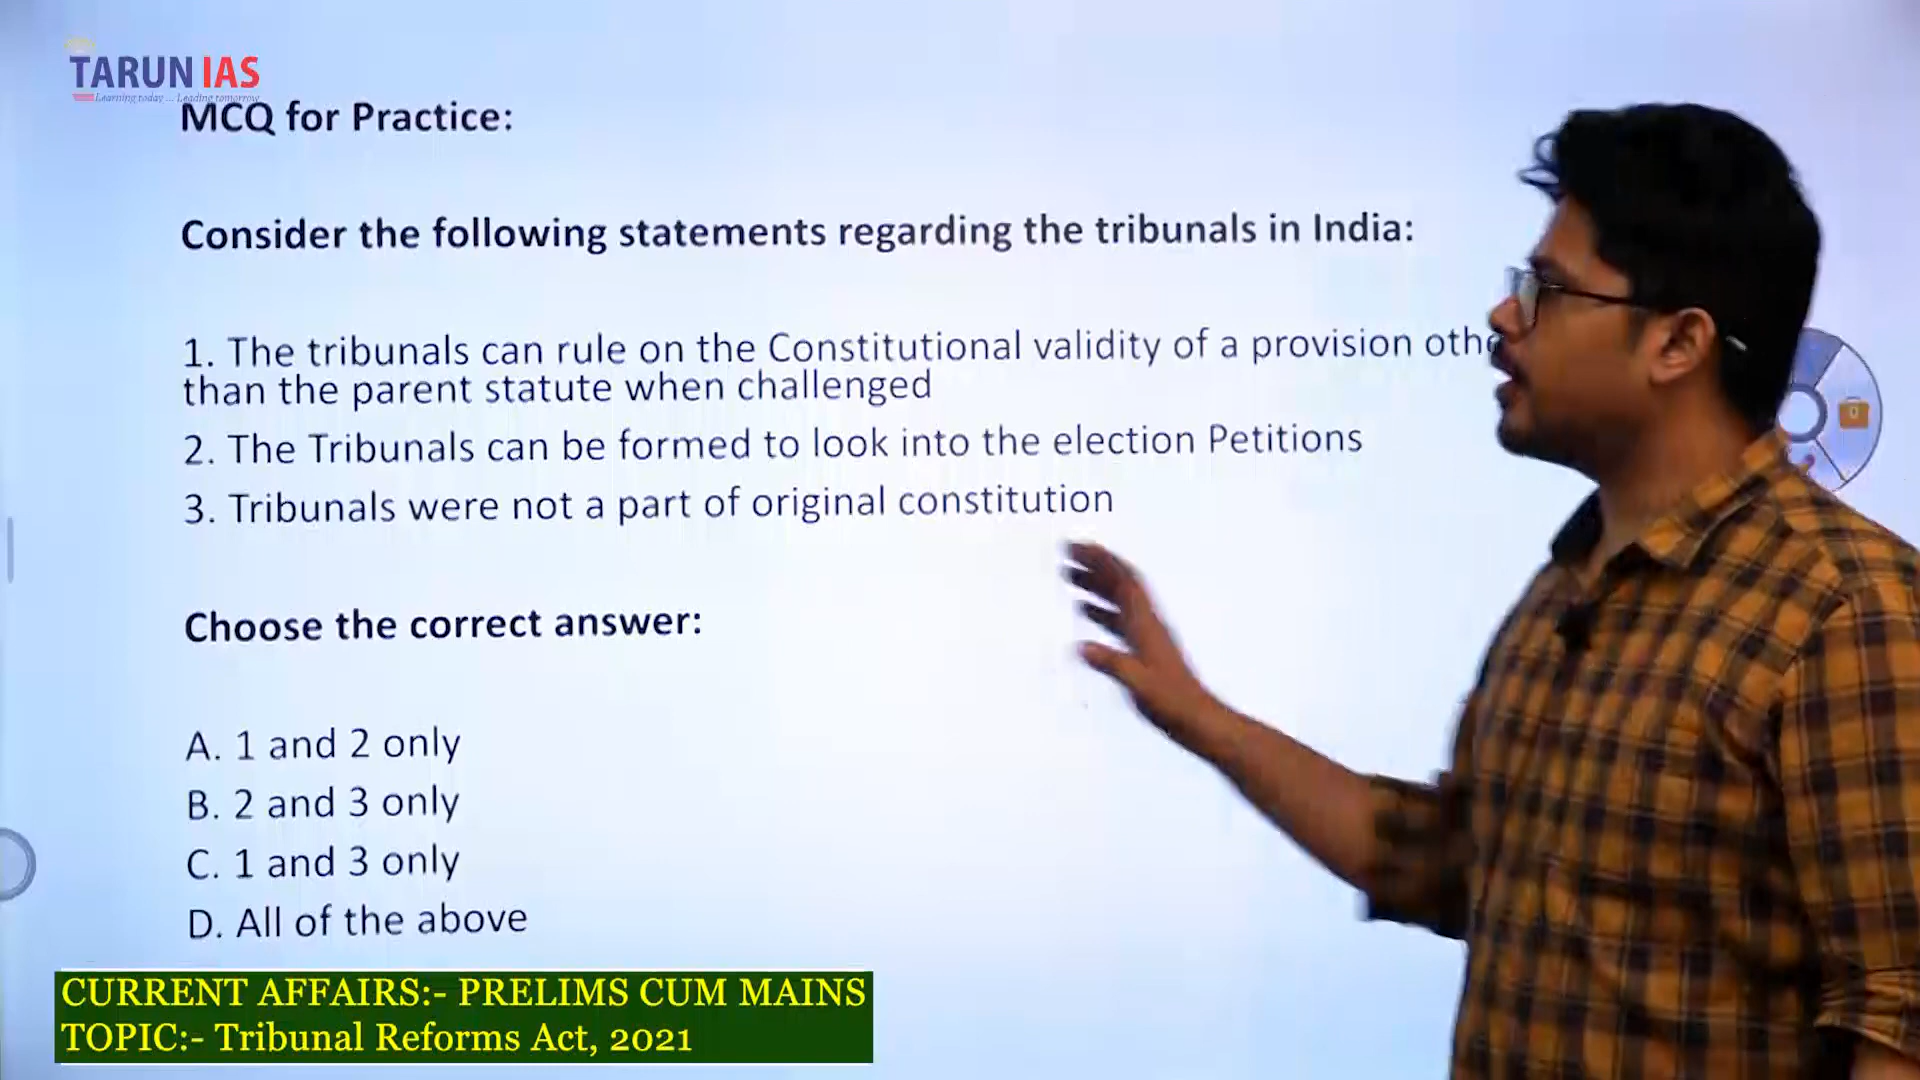 TARUN IAS
Learning today ... Leading tomorrow
MCQ for Practice:
Consider the following statements regarding the tribunals in India:
1. The tribunals can rule on the Constitutional validity of a provision
than the parent statute when challenged
2. The Tribunals can be formed to look into the election Petitions
3. Tribunals were not a part of original constitution
Choose the correct answer:
A. 1 and 2 only
B. 2 and 3 only
C. 1 and 3 only
D. All of the above
CURRENT AFFAIRS:- PRELIMS CUM MAINS
TOPIC:- Tribunal Reforms Act, 2021